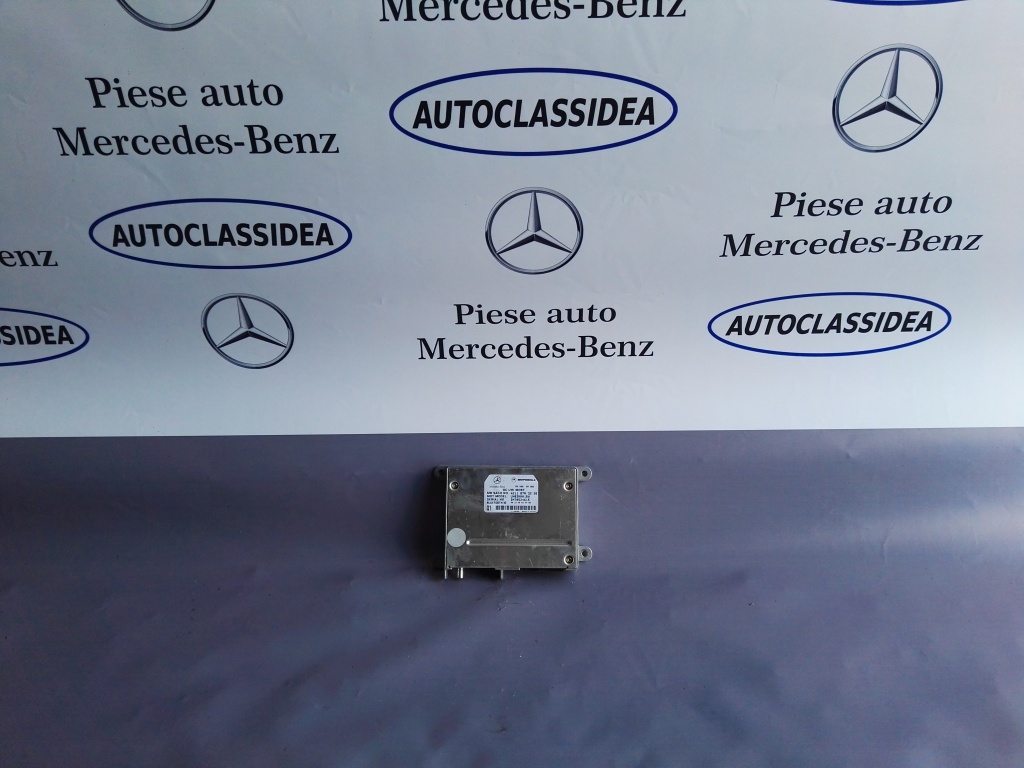 Mercedes-Benz
Piese auto
Mercedes-Benz
AUTOCLASSIDEA
AUTOCLASSIDEA
Piese auto
Mercedes-Benz
enz
SIDEA
Piese auto
Mercedes-Benz
AUTOCLASSIDEA
MOTOROLA